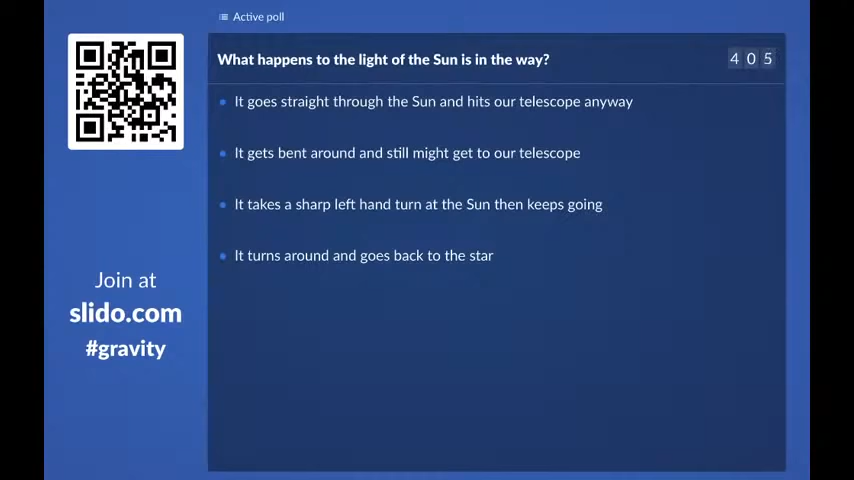 Active poll
What happens to the light of the Sun is in the way?
405
It goes straight through the Sun and hits our telescope anyway
It gets bent around and still might get to our telescope
It takes a sharp left hand turn at the Sun then keeps going
It turns around and goes back to the star
Join at
slido.com
#gravity